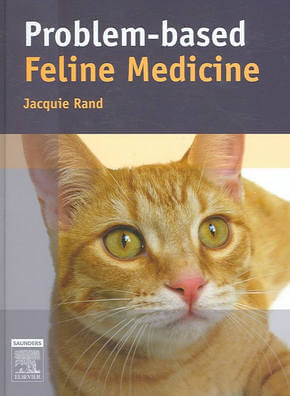 Problem-based
Feline Medicine
Jacquie Rand
SAUNDERS
ELSEVIER